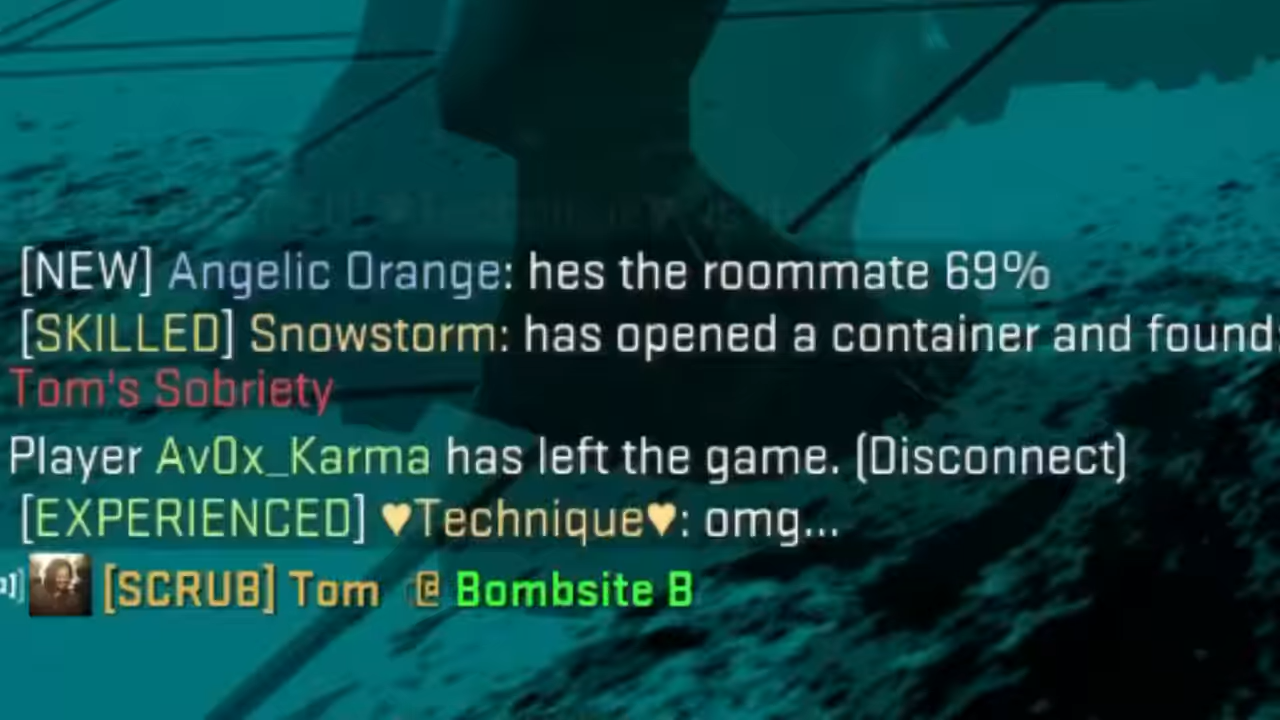 [NEW] Angelic Orange: hes the roommate 69%
[SKILLED] Snowstorm: has opened a container and found:
Tom's Sobriety
Player Av0x_Karma has left the game. (Disconnect)
[EXPERIENCED] ♥Technique♥: omg...
[SCRUB] Tom @ Bombsite B